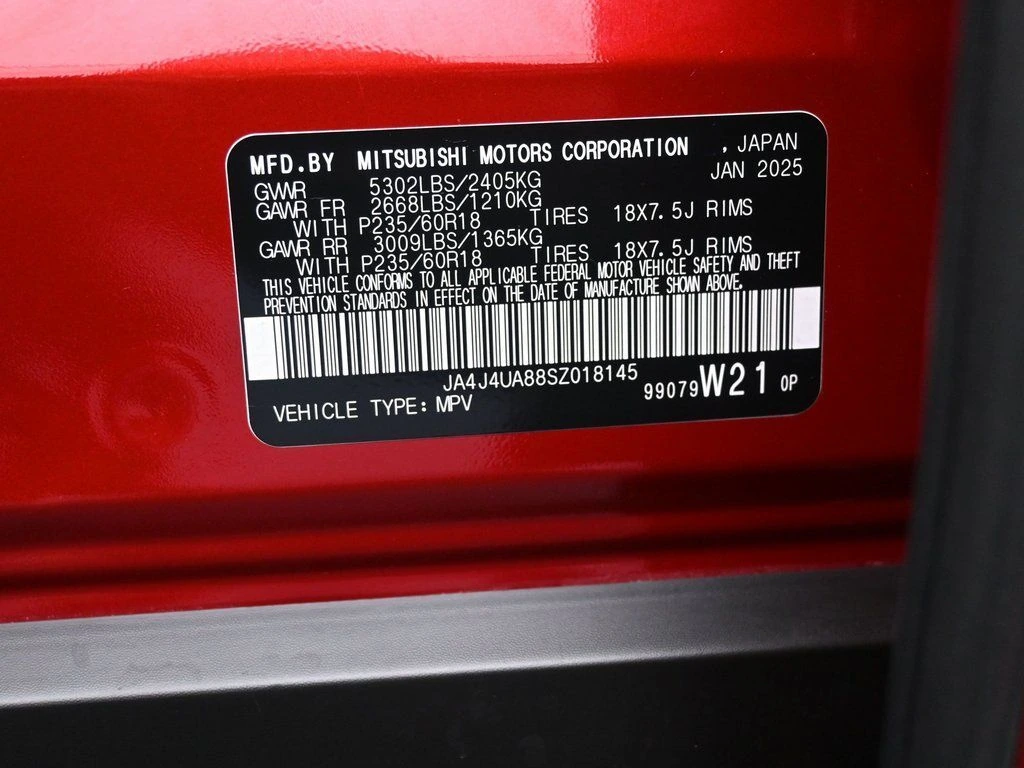 MFD.BY MITSUBISHI MOTORS CORPORATION , JAPAN
JAN 2025
GVWR 5302LBS/2405KG
GAWR FR 2668LBS/1210KG
WITH P235/60R18 TIRES 18X7.5J RIMS
GAWR RR 3009LBS/1365KG
WITH P235/60R18 TIRES 18X7.5J RIMS
THIS VEHICLE CONFORMS TO ALL APPLICABLE FEDERAL MOTOR VEHICLE SAFETY AND THEFT
PREVENTION STANDARDS IN EFFECT ON THE DATE OF MANUFACTURE SHOWN ABOVE.
JA4J4UA88SZ018145
VEHICLE TYPE: MPV 99079 W21 0P